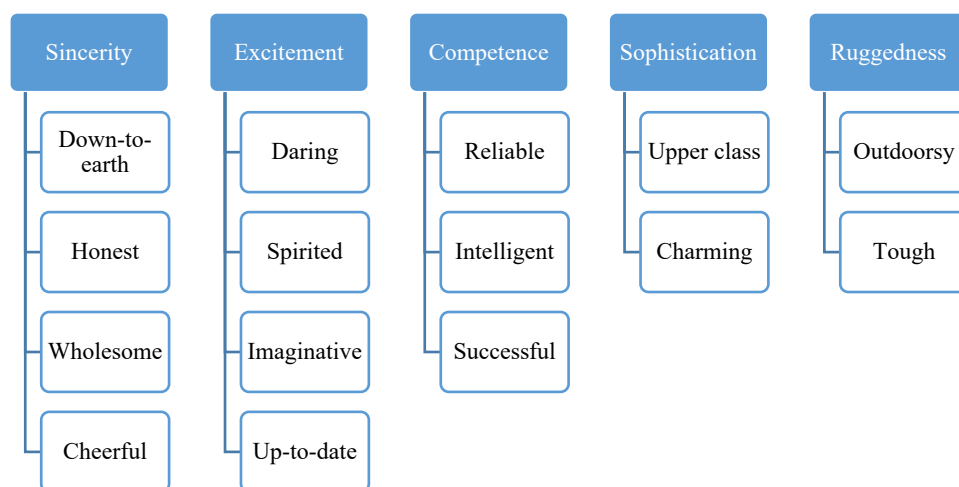 Sincerity
Down-to-
earth
Honest
Wholesome
Cheerful
Excitement
Daring
Spirited
Imaginative
Up-to-date
Competence
Reliable
Intelligent
Successful
Sophistication
Upper class
Charming
Ruggedness
Outdoorsy
Tough